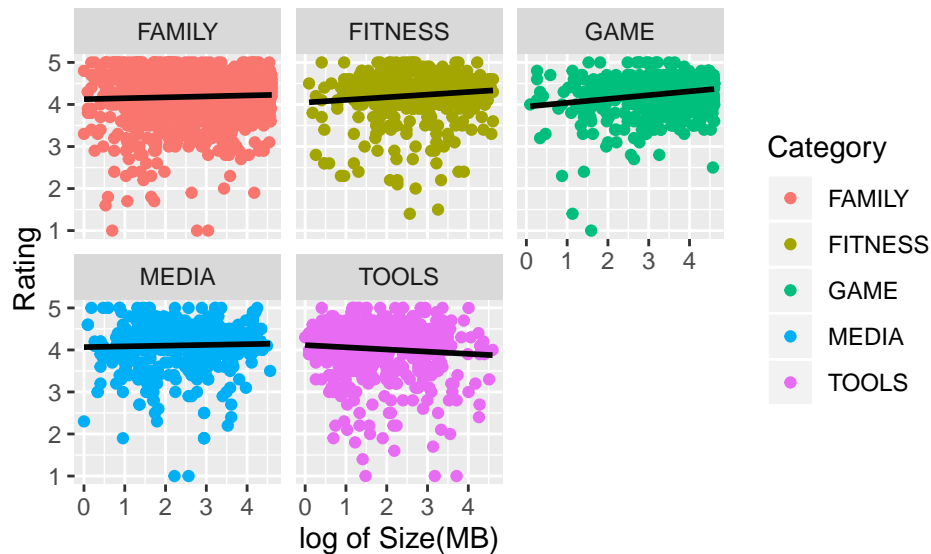 FAMILY FITNESS GAME
5
4
3
2
1
0 1 2 3 4
Rating
MEDIA TOOLS
5
4
3
2
1
0 1 2 3 4 0 1 2 3 4
log of Size(MB)
Category
FAMILY
FITNESS
GAME
MEDIA
TOOLS